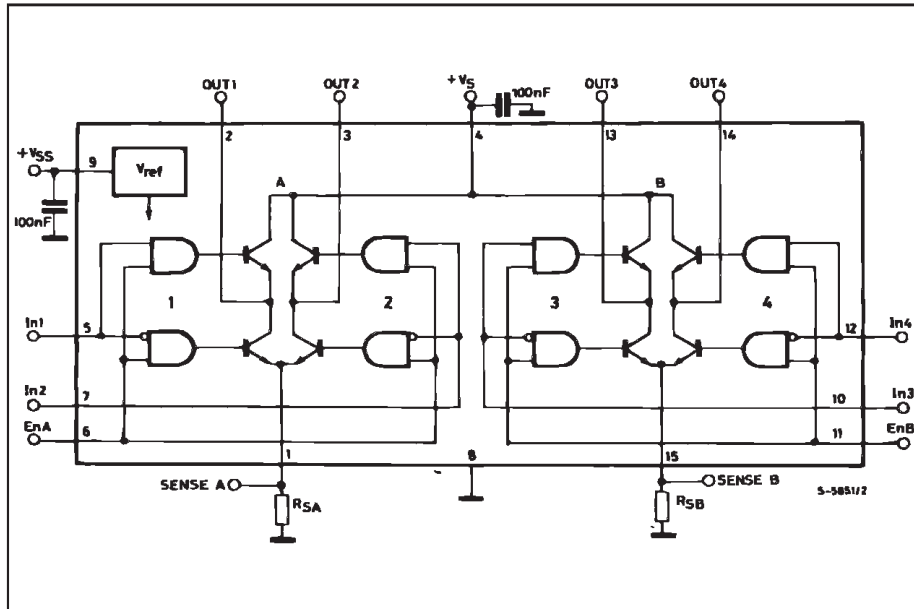 OUT1
OUT2
+VS
100nF
OUT3
OUT4
2
3
4
13
14
+VSS
9
Vref
A
B
100nF
1
2
3
4
In1
5
12
In4
In2
7
10
In3
EnA
6
11
EnB
1
8
15
SENSE A
SENSE B
S-5851/2
RSA
RSB